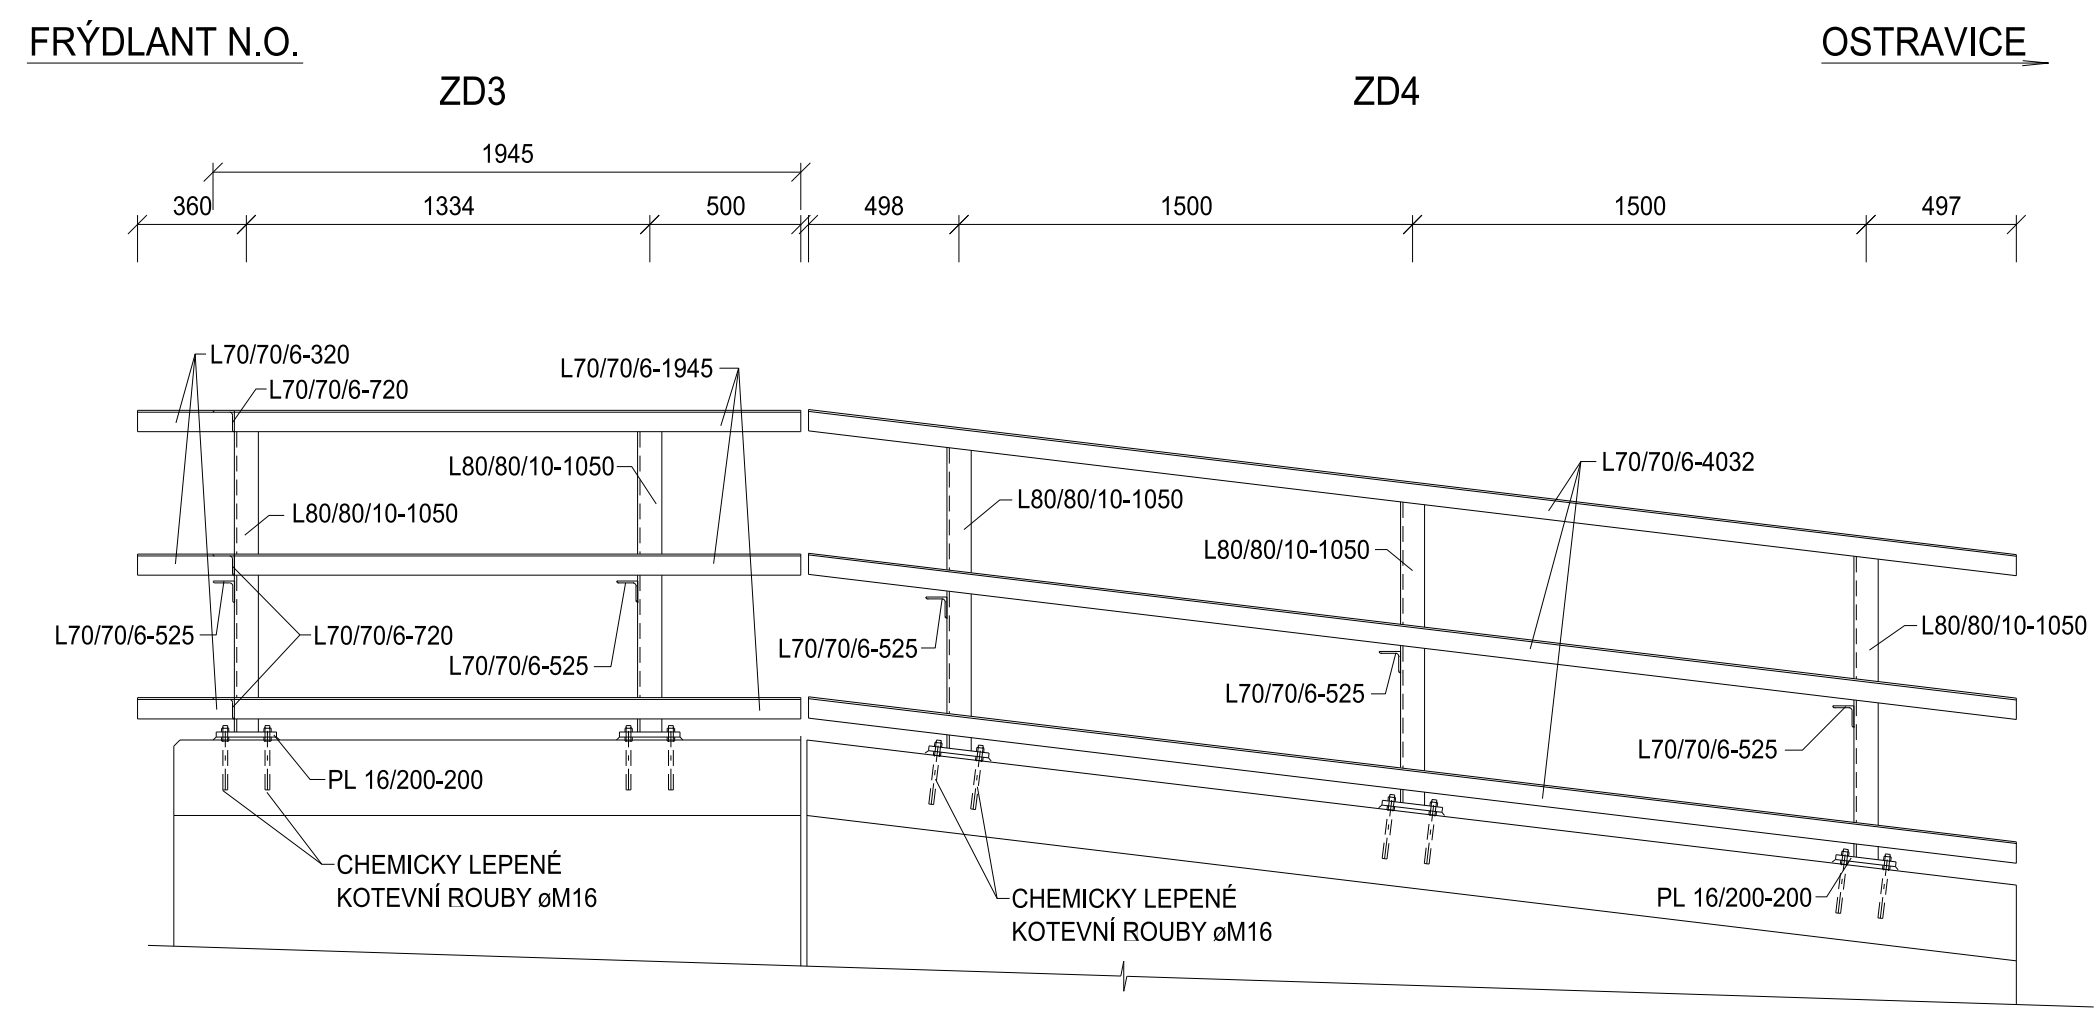 FRÝDLANT N.O.
OSTRAVICE
ZD3
ZD4
1945
360
1334
500
498
1500
1500
497
L70/70/6-320
L70/70/6-720
L70/70/6-1945
L80/80/10-1050
L80/80/10-1050
L70/70/6-525
L70/70/6-720
L70/70/6-525
PL 16/200-200
CHEMICKY LEPENÉ
KOTEVNÍ ROUBY øM16
L70/70/6-4032
L80/80/10-1050
L80/80/10-1050
L80/80/10-1050
L70/70/6-525
L70/70/6-525
L70/70/6-525
PL 16/200-200
CHEMICKY LEPENÉ
KOTEVNÍ ROUBY øM16